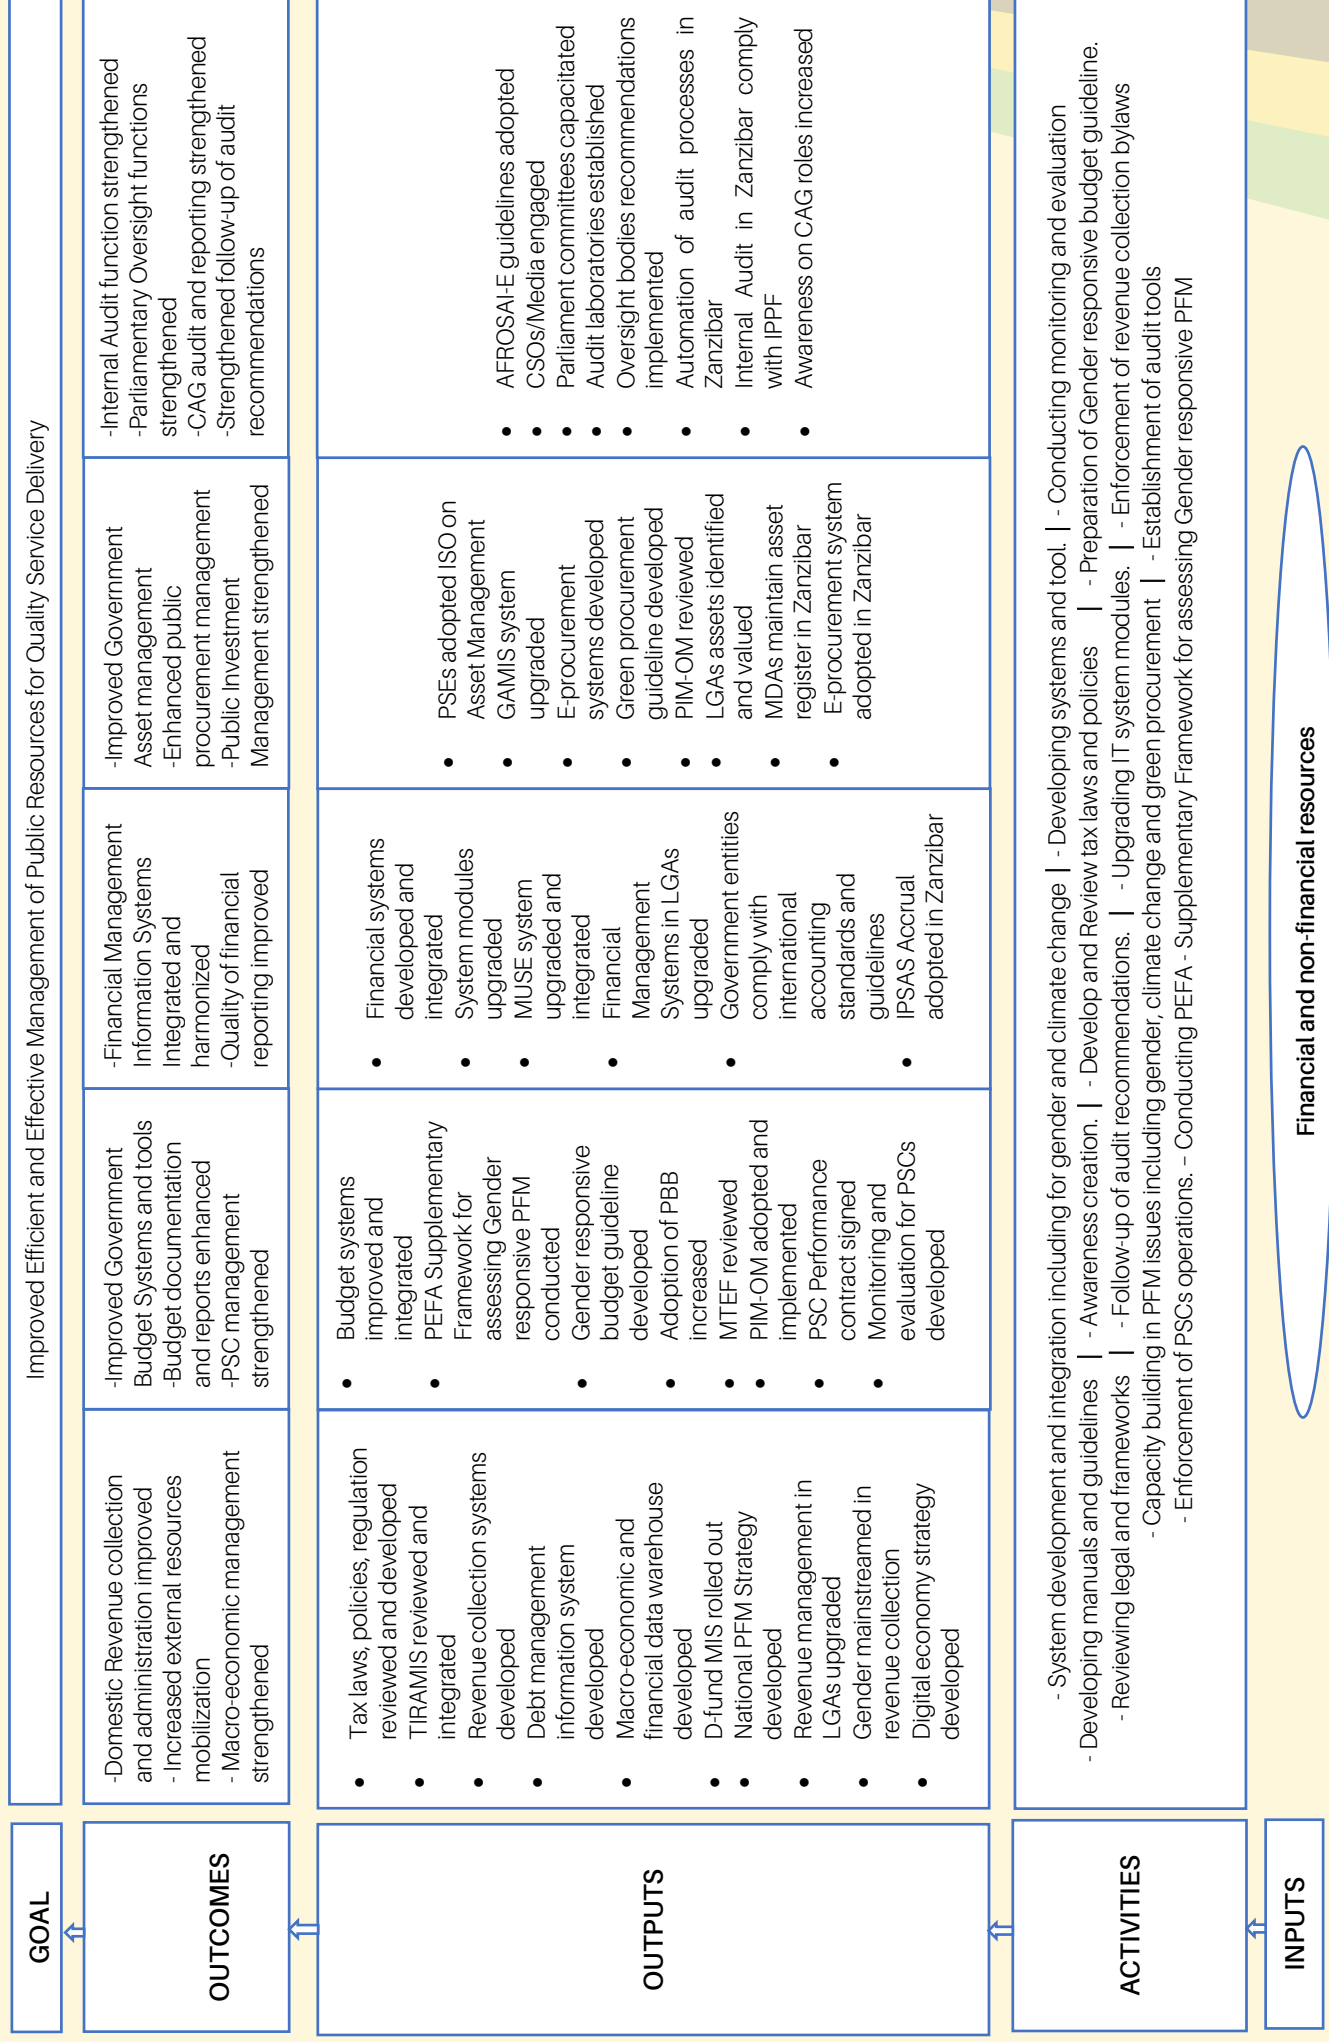 GOAL
Improved Efficient and Effective Management of Public Resources for Quality Service Delivery
OUTCOMES
-Domestic Revenue collection
and administration improved
- Increased external resources
mobilization
- Macro-economic management
strengthened
-Improved Government
Budget Systems and tools
-Budget documentation
and reports enhanced
-PSC management
strengthened
-Financial Management
Information Systems
Integrated and
harmonized
-Quality of financial
reporting improved
-Improved Government
Asset management
-Enhanced public
procurement management
-Public Investment
Management strengthened
-Internal Audit function strengthened
-Parliamentary Oversight functions
strengthened
-CAG audit and reporting strengthened
-Strengthened follow-up of audit
recommendations
OUTPUTS
• Tax laws, policies, regulation
reviewed and developed
• TIRAMIS reviewed and
integrated
• Revenue collection systems
developed
• Debt management
information system
developed
• Macro-economic and
financial data warehouse
developed
• D-fund MIS rolled out
• National PFM Strategy
developed
• Revenue management in
LGAs upgraded
• Gender mainstreamed in
revenue collection
• Digital economy strategy
developed
• Budget systems
improved and
integrated
• PEFA Supplementary
Framework for
assessing Gender
responsive PFM
conducted
• Gender responsive
budget guideline
developed
• Adoption of PBB
increased
• MTEF reviewed
• PIM-OM adopted and
implemented
• PSC Performance
contract signed
• Monitoring and
evaluation for PSCs
developed
• Financial systems
developed and
integrated
• System modules
upgraded
• MUSE system
upgraded and
integrated
• Financial
Management
Systems in LGAs
upgraded
• Government entities
comply with
international
accounting
standards and
guidelines
• IPSAS Accrual
adopted in Zanzibar
• PSEs adopted ISO on
Asset Management
• GAMIS system
upgraded
• E-procurement
systems developed
• Green procurement
guideline developed
• PIM-OM reviewed
• LGAs assets identified
and valued
• MDAs maintain asset
register in Zanzibar
• E-procurement system
adopted in Zanzibar
• AFROSAI-E guidelines adopted
• CSOs/Media engaged
• Parliament committees capacitated
• Audit laboratories established
• Oversight bodies recommendations
implemented
• Automation of audit processes in
Zanzibar
• Internal Audit in Zanzibar comply
with IPPF
• Awareness on CAG roles increased
ACTIVITIES
- System development and integration including for gender and climate change | - Developing systems and tool. | - Conducting monitoring and evaluation
- Developing manuals and guidelines | - Awareness creation. | - Develop and Review tax laws and policies | - Preparation of Gender responsive budget guideline.
- Reviewing legal and frameworks | - Follow-up of audit recommendations. | - Upgrading IT system modules. | - Enforcement of revenue collection bylaws
- Capacity building in PFM issues including gender, climate change and green procurement | - Establishment of audit tools
- Enforcement of PSCs operations. – Conducting PEFA - Supplementary Framework for assessing Gender responsive PFM
INPUTS
Financial and non-financial resources